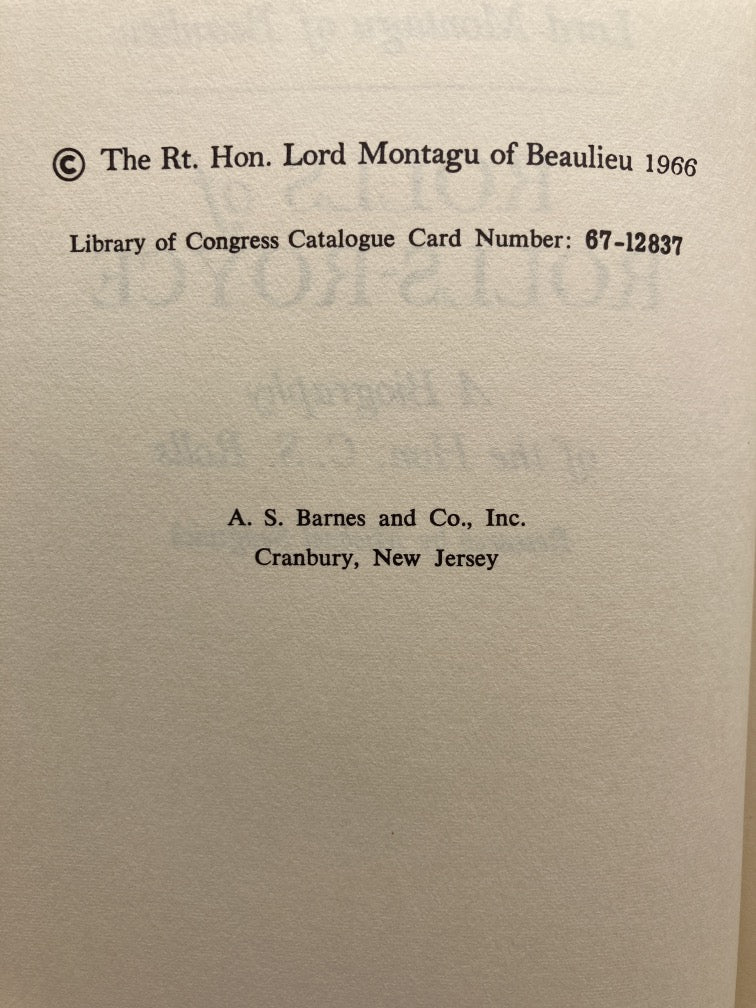 © The Rt. Hon. Lord Montagu of Beaulieu 1966
Library of Congress Catalogue Card Number: 67-12837
A. S. Barnes and Co., Inc.
Cranbury, New Jersey